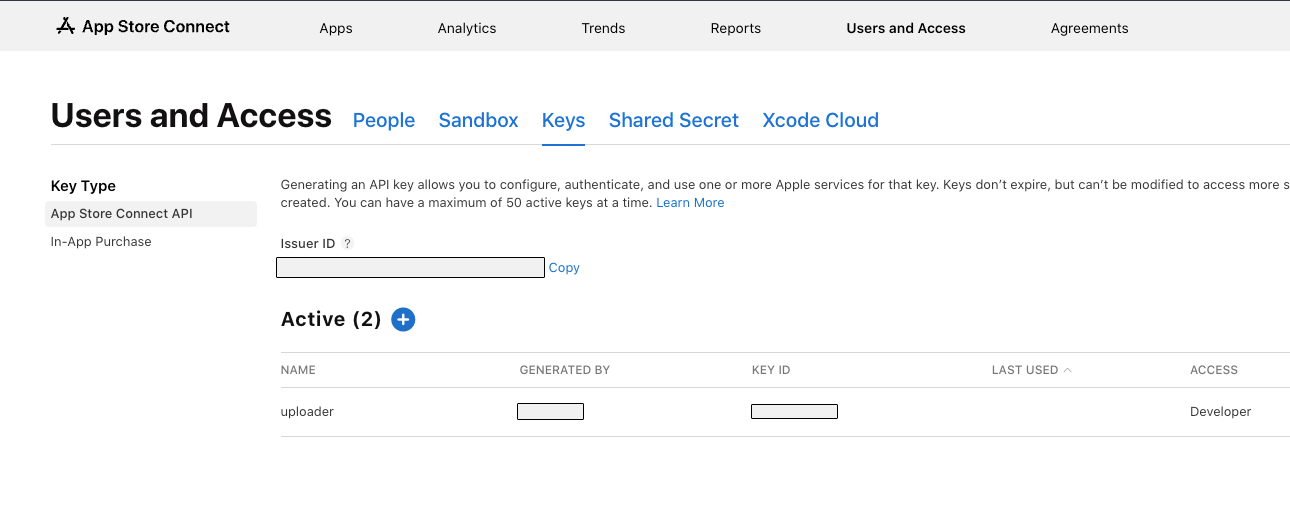 App Store Connect Apps Analytics Trends Reports Users and Access Agreements
Users and Access People Sandbox Keys Shared Secret Xcode Cloud
Key Type
App Store Connect API
In-App Purchase
Generating an API key allows you to configure, authenticate, and use one or more Apple services for that key. Keys don’t expire, but can’t be modified to access more s
created. You can have a maximum of 50 active keys at a time. Learn More
Issuer ID ?
Copy
Active (2) +
NAME GENERATED BY KEY ID LAST USED ACCESS
uploader Developer